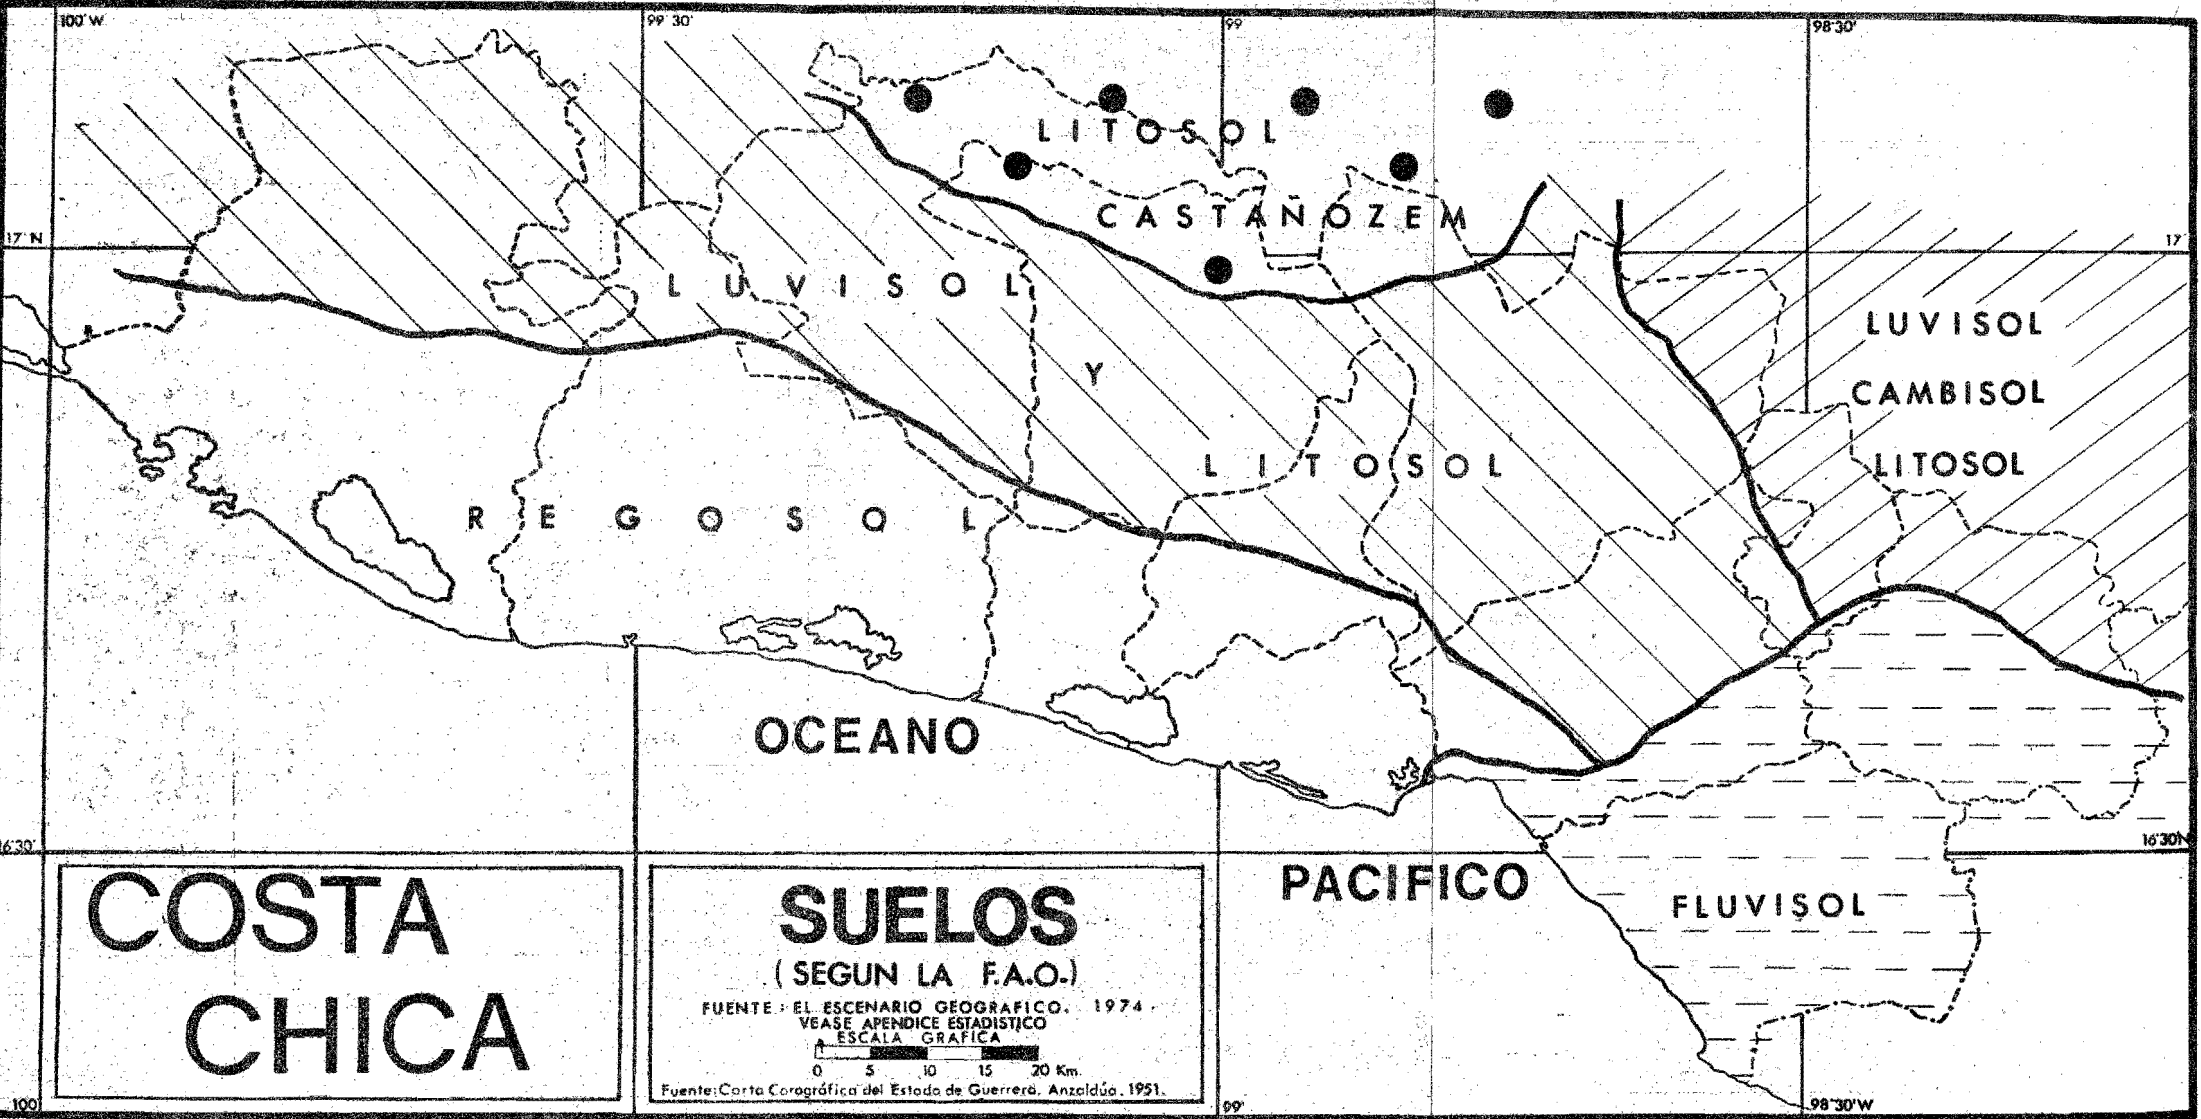 100°W
99°30'
99
98°30'
LITOSOL
CASTAÑOZEM
17°N
17°
LUVISOL
Y
LITOSOL
LUVISOL
CAMBISOL
LITOSOL
REGOSOL
OCEANO
PACIFICO
FLUVISOL
16°30'
16°30'N
COSTA
CHICA
SUELOS
(SEGUN LA F.A.O.)
FUENTE: EL ESCENARIO GEOGRAFICO. 1974.
VEASE APENDICE ESTADISTICO
ESCALA GRAFICA
0 5 10 15 20 Km.
Fuente: Carta Corográfica del Estado de Guerrero. Anzaldúa. 1951.
100
99°
98°30'W